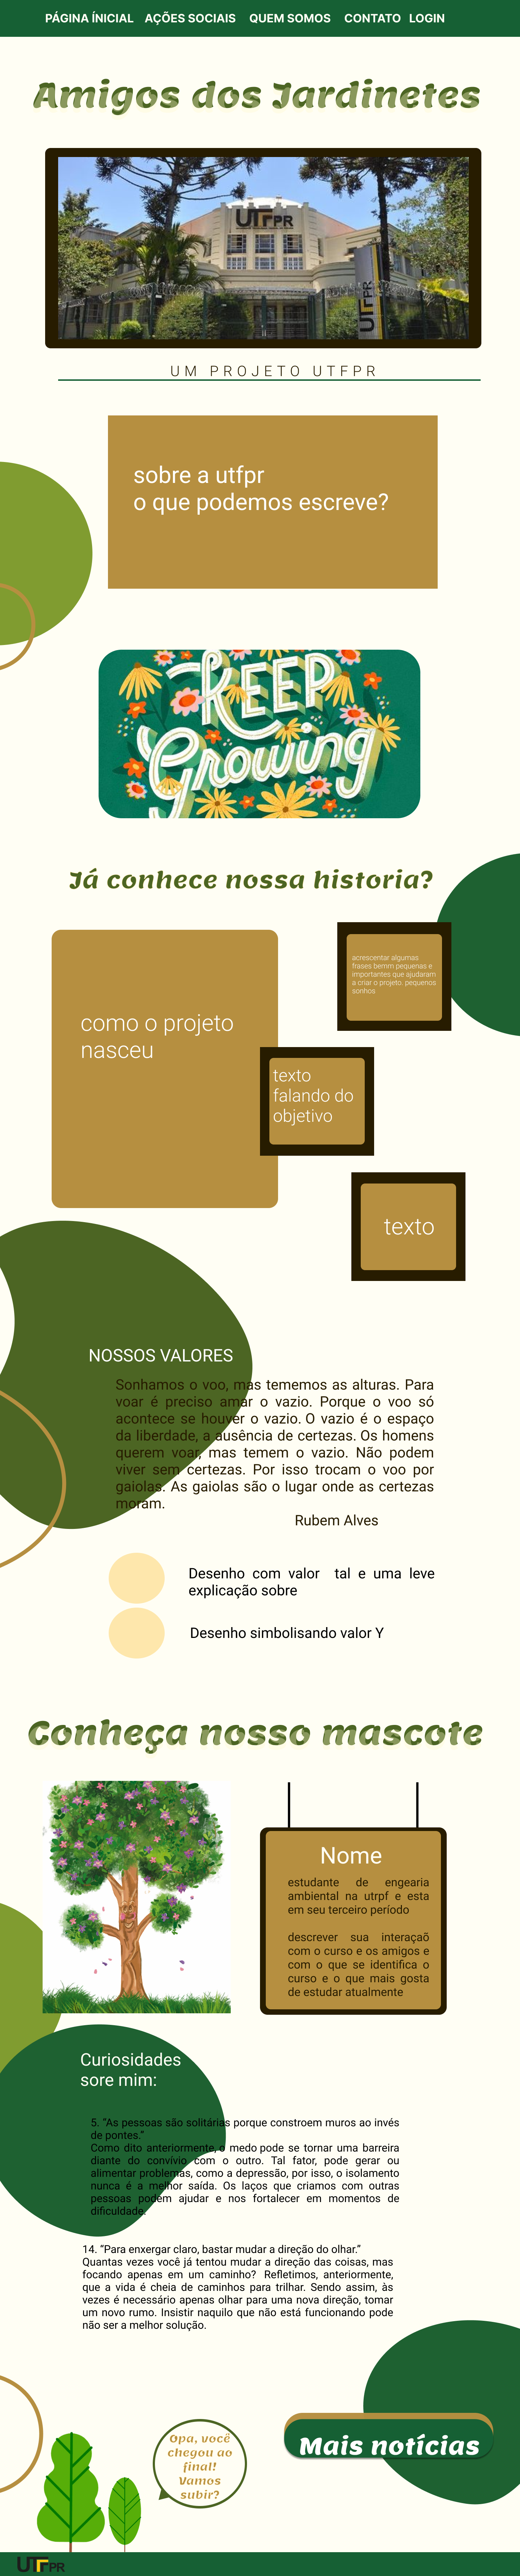 PÁGINA ÍNICIAL AÇÕES SOCIAIS QUEM SOMOS CONTATO LOGIN
Amigos dos Jardinetes
UTFPR
UTFPR
UM PROJETO UTFPR
sobre a utfpr
o que podemos escreve?
KEEP
Growing
Já conhece nossa historia?
acrescentar algumas
frases bemm pequenas e
importantes que ajudaram
a criar o projeto. pequenos
sonhos
como o projeto
nasceu
texto
falando do
objetivo
texto
NOSSOS VALORES
Sonhamos o voo, mas tememos as alturas. Para
voar é preciso amar o vazio. Porque o voo só
acontece se houver o vazio. O vazio é o espaço
da liberdade, a ausência de certezas. Os homens
querem voar, mas temem o vazio. Não podem
viver sem certezas. Por isso trocam o voo por
gaiolas. As gaiolas são o lugar onde as certezas
moram.
Rubem Alves
Desenho com valor tal e uma leve
explicação sobre
Desenho simbolisando valor Y
Conheça nosso mascote
Nome
estudante de engearia
ambiental na utrpf e esta
em seu terceiro período
descrever sua interaçaõ
com o curso e os amigos e
com o que se identifica o
curso e o que mais gosta
de estudar atualmente
Curiosidades
sore mim:
5. “As pessoas são solitárias porque constroem muros ao invés
de pontes.”
Como dito anteriormente, o medo pode se tornar uma barreira
diante do convívio com o outro. Tal fator, pode gerar ou
alimentar problemas, como a depressão, por isso, o isolamento
nunca é a melhor saída. Os laços que criamos com outras
pessoas podem ajudar e nos fortalecer em momentos de
dificuldade.
14. “Para enxergar claro, bastar mudar a direção do olhar.”
Quantas vezes você já tentou mudar a direção das coisas, mas
focando apenas em um caminho? Refletimos, anteriormente,
que a vida é cheia de caminhos para trilhar. Sendo assim, às
vezes é necessário apenas olhar para uma nova direção, tomar
um novo rumo. Insistir naquilo que não está funcionando pode
não ser a melhor solução.
Opa, você
chegou ao
final!
Vamos
subir?
Mais notícias
UTFPR